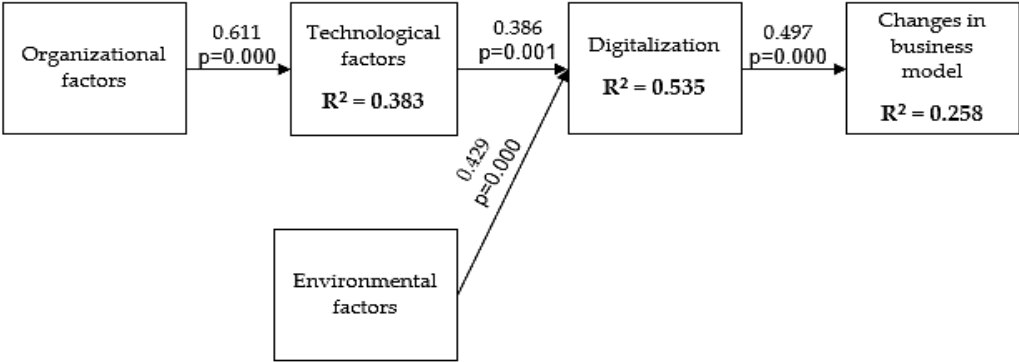 Organizational
factors
0.611
p=0.000
Technological
factors
R² = 0.383
0.386
p=0.001
Digitalization
R² = 0.535
0.497
p=0.000
Changes in
business
model
R² = 0.258
0.429
p=0.000
Environmental
factors